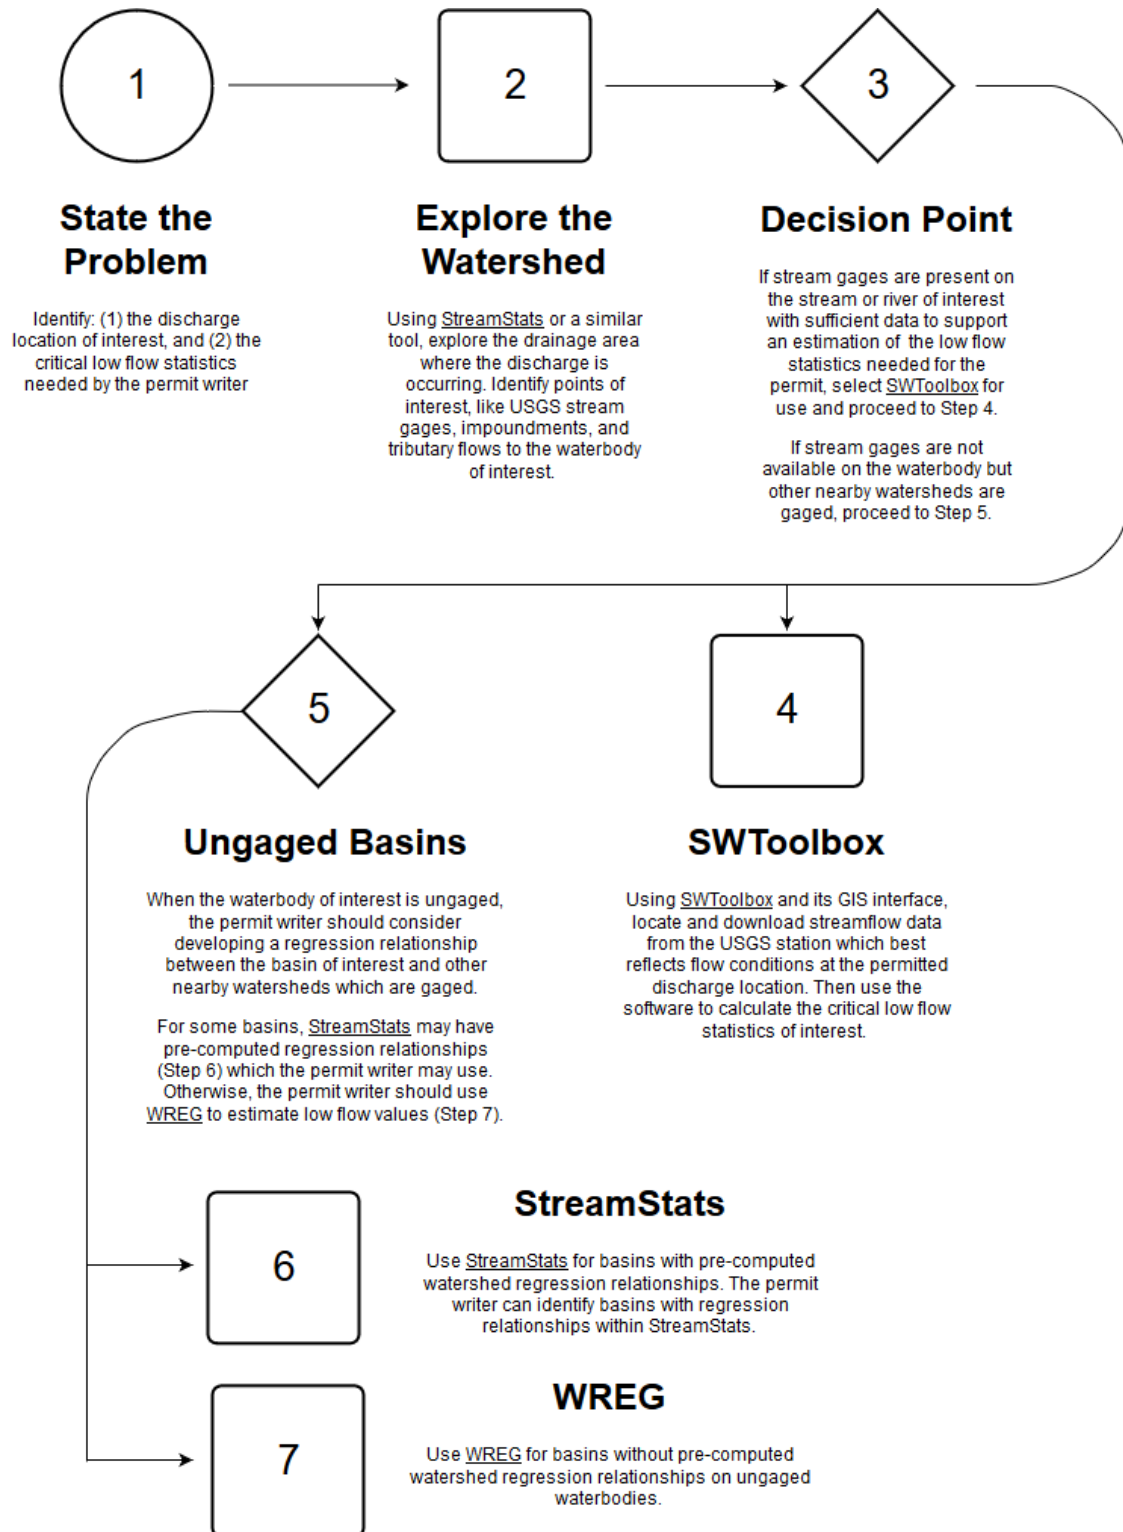 1
State the
Problem
Identify: (1) the discharge
location of interest, and (2) the
critical low flow statistics
needed by the permit writer
2
Explore the
Watershed
Using StreamStats or a similar
tool, explore the drainage area
where the discharge is
occurring. Identify points of
interest, like USGS stream
gages, impoundments, and
tributary flows to the waterbody
of interest.
3
Decision Point
If stream gages are present on
the stream or river of interest
with sufficient data to support
an estimation of the low flow
statistics needed for the
permit, select SWToolbox for
use and proceed to Step 4.
If stream gages are not
available on the waterbody but
other nearby watersheds are
gaged, proceed to Step 5.
5
Ungaged Basins
When the waterbody of interest is ungaged,
the permit writer should consider
developing a regression relationship
between the basin of interest and other
nearby watersheds which are gaged.
For some basins, StreamStats may have
pre-computed regression relationships
(Step 6) which the permit writer may use.
Otherwise, the permit writer should use
WREG to estimate low flow values (Step 7).
4
SWToolbox
Using SWToolbox and its GIS interface,
locate and download streamflow data
from the USGS station which best
reflects flow conditions at the permitted
discharge location. Then use the
software to calculate the critical low flow
statistics of interest.
6
StreamStats
Use StreamStats for basins with pre-computed
watershed regression relationships. The permit
writer can identify basins with regression
relationships within StreamStats.
7
WREG
Use WREG for basins without pre-computed
watershed regression relationships on ungaged
waterbodies.